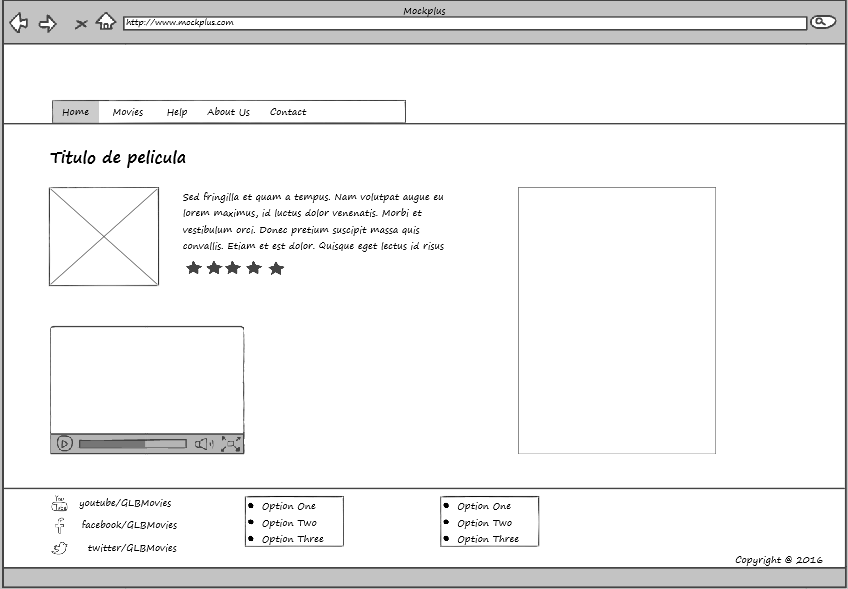 Mockplus
http://www.mockplus.com
Home Movies Help About Us Contact
Titulo de pelicula
Sed fringilla et quam a tempus. Nam volutpat augue eu
lorem maximus, id luctus dolor venenatis. Morbi et
vestibulum orci. Donec pretium suscipit massa quis
convallis. Etiam et est dolor. Quisque eget lectus id risus
You Tube youtube/GLBMovies
facebook/GLBMovies
twitter/GLBMovies
Option One
Option Two
Option Three
Option One
Option Two
Option Three
Copyright @ 2016